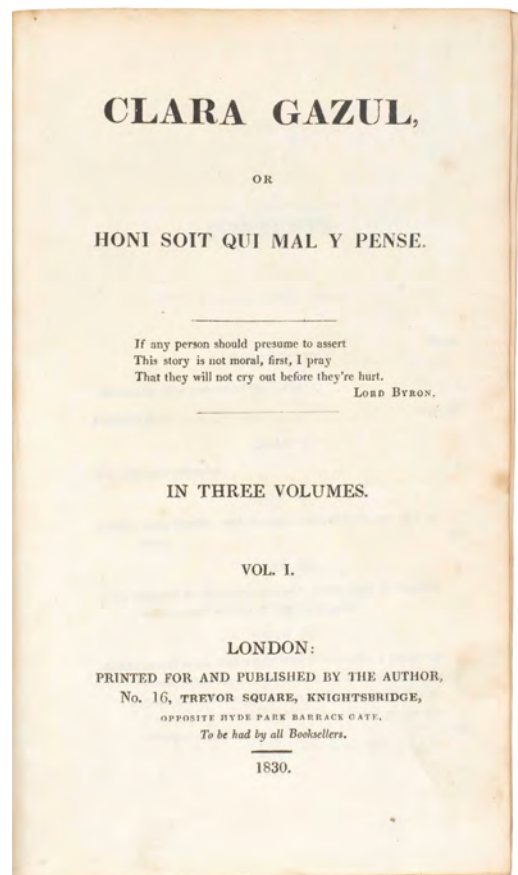 CLARA GAZUL,
OR
HONI SOIT QUI MAL Y PENSE.
If any person should presume to assert
This story is not moral, first, I pray
That they will not cry out before they're hurt.
LORD BYRON.
IN THREE VOLUMES.
VOL. I.
LONDON:
PRINTED FOR AND PUBLISHED BY THE AUTHOR,
No. 16, TREVOR SQUARE, KNIGHTSBRIDGE,
OPPOSITE HYDE PARK BARRACK GATE.
To be had by all Booksellers.
1830.